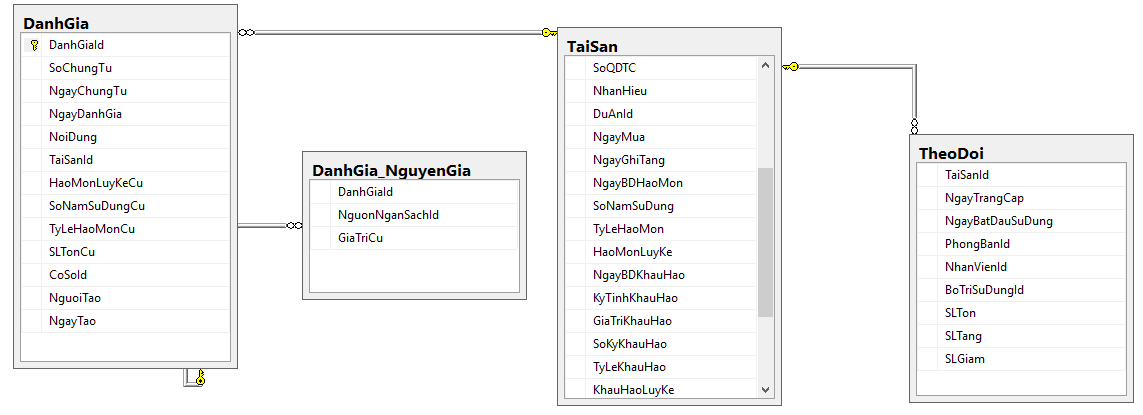 DanhGia
DanhGiaId
SoChungTu
NgayChungTu
NgayDanhGia
NoiDung
TaiSanId
HaoMonLuyKeCu
SoNamSuDungCu
TyLeHaoMonCu
SLTonCu
CoSoId
NguoiTao
NgayTao
DanhGia_NguyenGia
DanhGiaId
NguonNganSachId
GiaTriCu
TaiSan
SoQDTC
NhanHieu
DuAnId
NgayMua
NgayGhiTang
NgayBDHaoMon
SoNamSuDung
TyLeHaoMon
HaoMonLuyKe
NgayBDKhauHao
KyTinhKhauHao
GiaTriKhauHao
SoKyKhauHao
TyLeKhauHao
KhauHaoLuyKe
TheoDoi
TaiSanId
NgayTrangCap
NgayBatDauSuDung
PhongBanId
NhanVienId
BoTriSuDungId
SLTon
SLTang
SLGiam